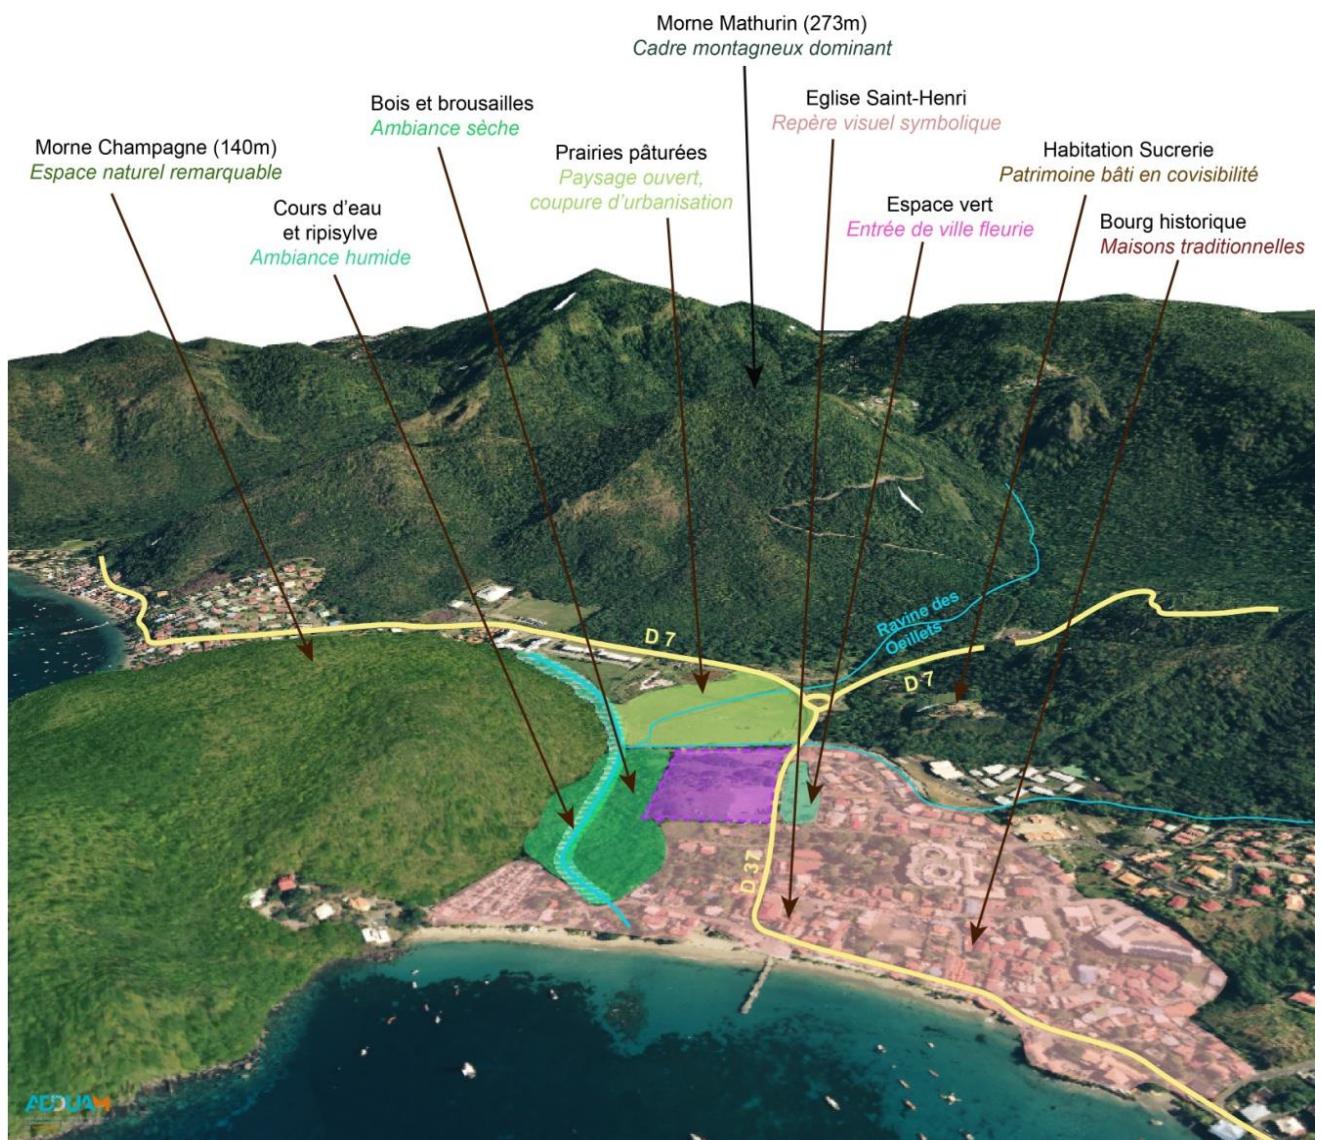 Morne Mathurin (273m)
Cadre montagneux dominant
Bois et brousailles
Ambiance sèche
Eglise Saint-Henri
Repère visuel symbolique
Morne Champagne (140m)
Espace naturel remarquable
Prairies pâturées
Paysage ouvert,
coupure d'urbanisation
Habitation Sucrerie
Patrimoine bâti en covisibilité
Cours d'eau
et ripisylve
Ambiance humide
Espace vert
Entrée de ville fleurie
Bourg historique
Maisons traditionnelles
Ravine des
Oeillets
D 7
D 7
D 37
ADDUAM